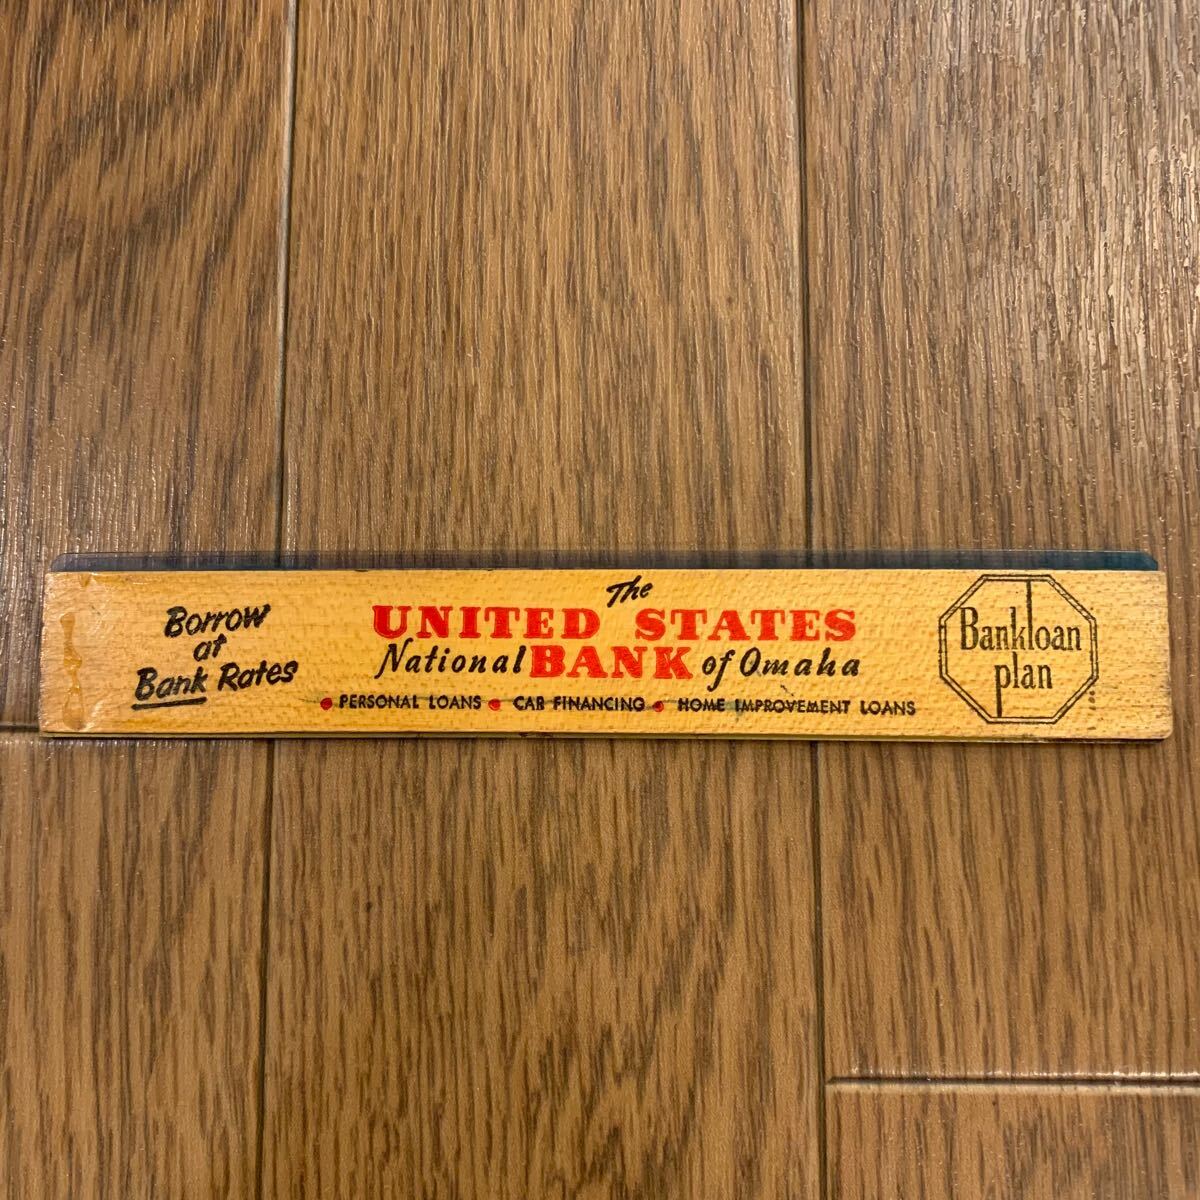 Borrow
at
Bank Rates
The
UNITED STATES
National BANK of Omaha
• PERSONAL LOANS • CAR FINANCING • HOME IMPROVEMENT LOANS
Bankloan
plan